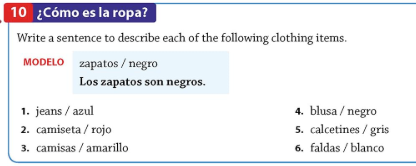 10 ¿Cómo es la ropa?
Write a sentence to describe each of the following clothing items.
MODELO zapatos / negro
Los zapatos son negros.
1. jeans / azul
2. camiseta / rojo
3. camisas / amarillo
4. blusa / negro
5. calcetines / gris
6. faldas / blanco